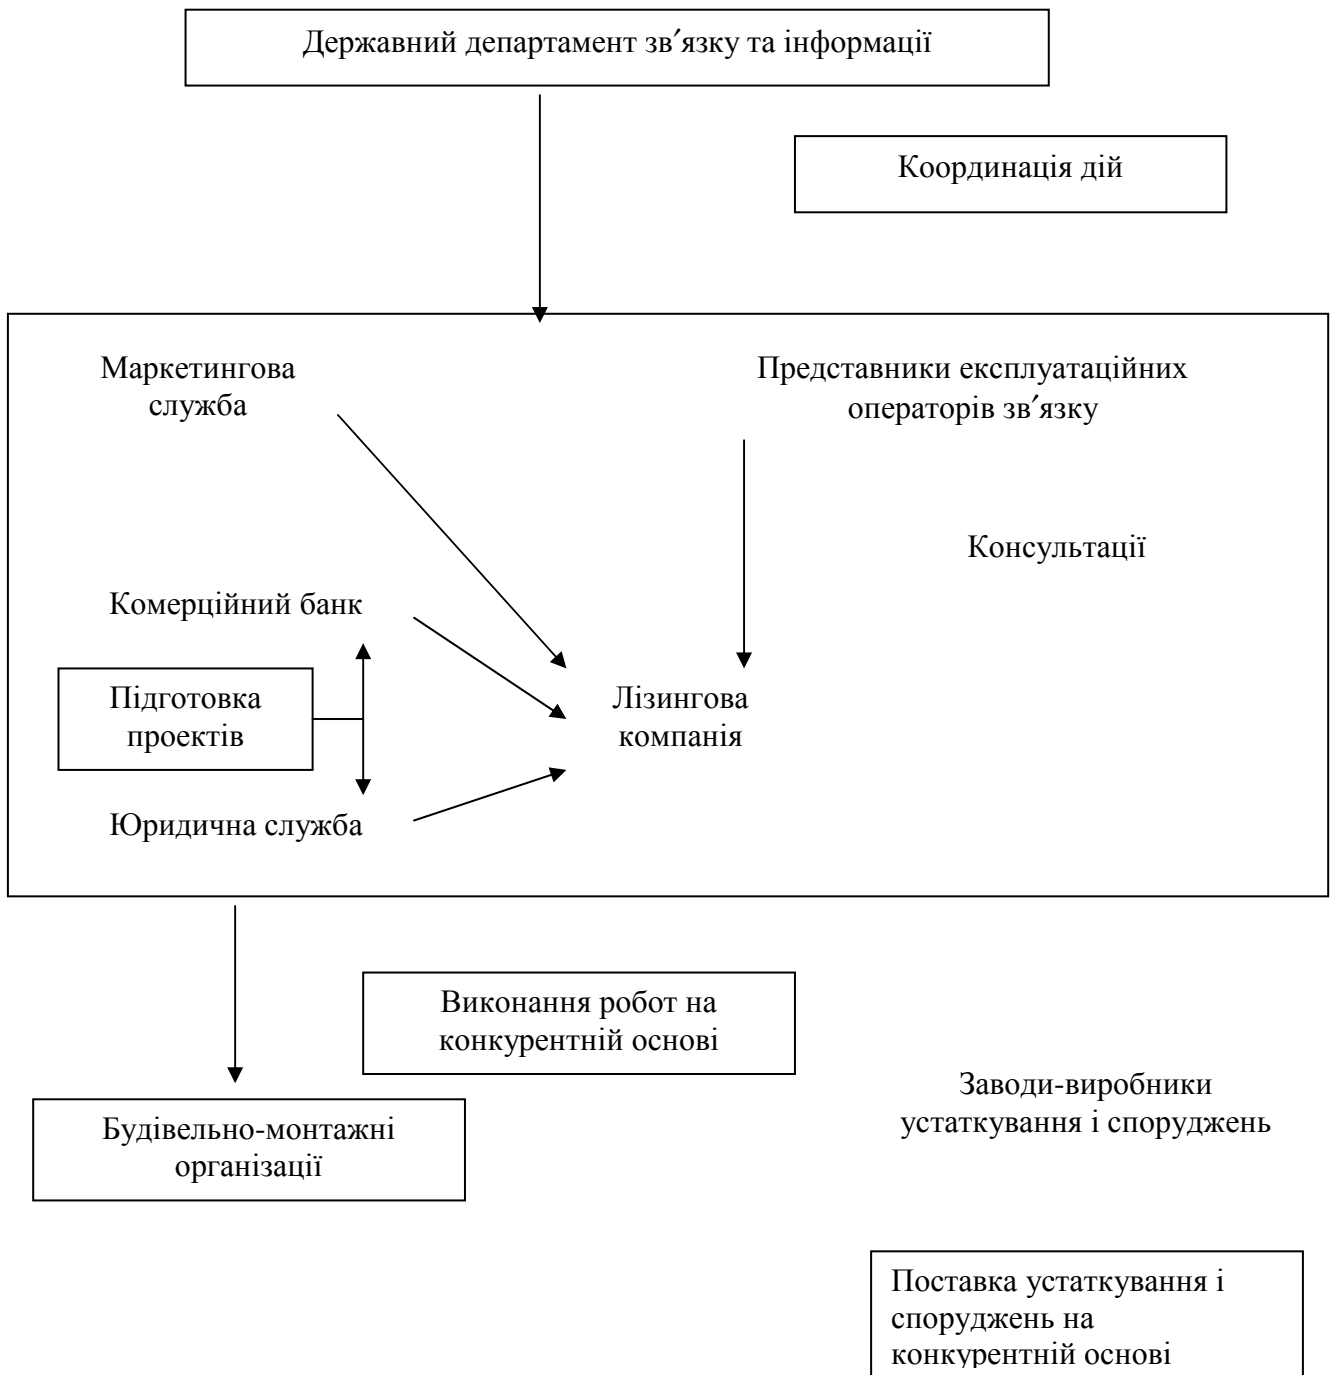 Державний департамент зв′язку та інформації
Координація дій
Маркетингова
служба
Представники експлуатаційних
операторів зв′язку
Консультації
Комерційний банк
Підготовка
проектів
Лізингова
компанія
Юридична служба
Виконання робот на
конкурентній основі
Заводи-виробники
устаткування і споруджень
Будівельно-монтажні
організації
Поставка устаткування і
споруджень на
конкурентній основі